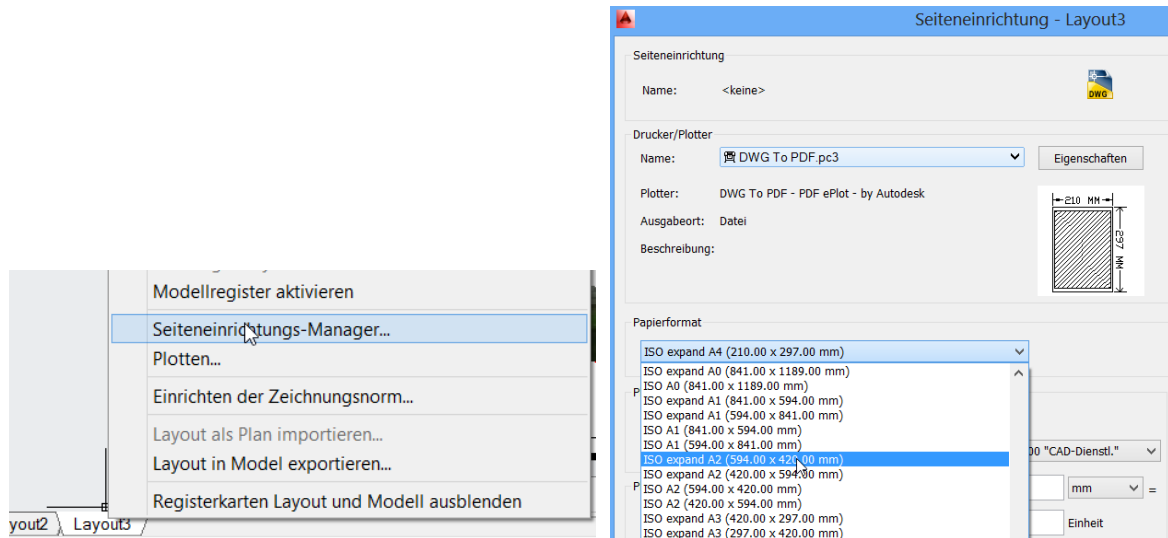 Modellregister aktivieren
Seiteneinrichtungs-Manager...
Plotten...
Einrichten der Zeichnungsnorm...
Layout als Plan importieren...
Layout in Model exportieren...
Registerkarten Layout und Modell ausblenden
yout2 Layout3
Seiteneinrichtung - Layout3
Seiteneinrichtung
Name: <keine>
DWG
Drucker/Plotter
Name: DWG To PDF.pc3 Eigenschaften
Plotter: DWG To PDF - PDF ePlot - by Autodesk
210 MM
Ausgabeort: Datei
297 MM
Beschreibung:
Papierformat
ISO expand A4 (210.00 x 297.00 mm)
ISO expand A0 (841.00 x 1189.00 mm)
ISO A0 (841.00 x 1189.00 mm)
P
ISO expand A1 (841.00 x 594.00 mm)
ISO expand A1 (594.00 x 841.00 mm)
ISO A1 (841.00 x 594.00 mm)
ISO A1 (594.00 x 841.00 mm)
ISO expand A2 (594.00 x 420.00 mm) 00 "CAD-Dienstl."
ISO expand A2 (420.00 x 594.00 mm)
P
ISO A2 (594.00 x 420.00 mm) mm =
ISO A2 (420.00 x 594.00 mm)
ISO expand A3 (420.00 x 297.00 mm) Einheit
ISO expand A3 (297.00 x 420.00 mm)